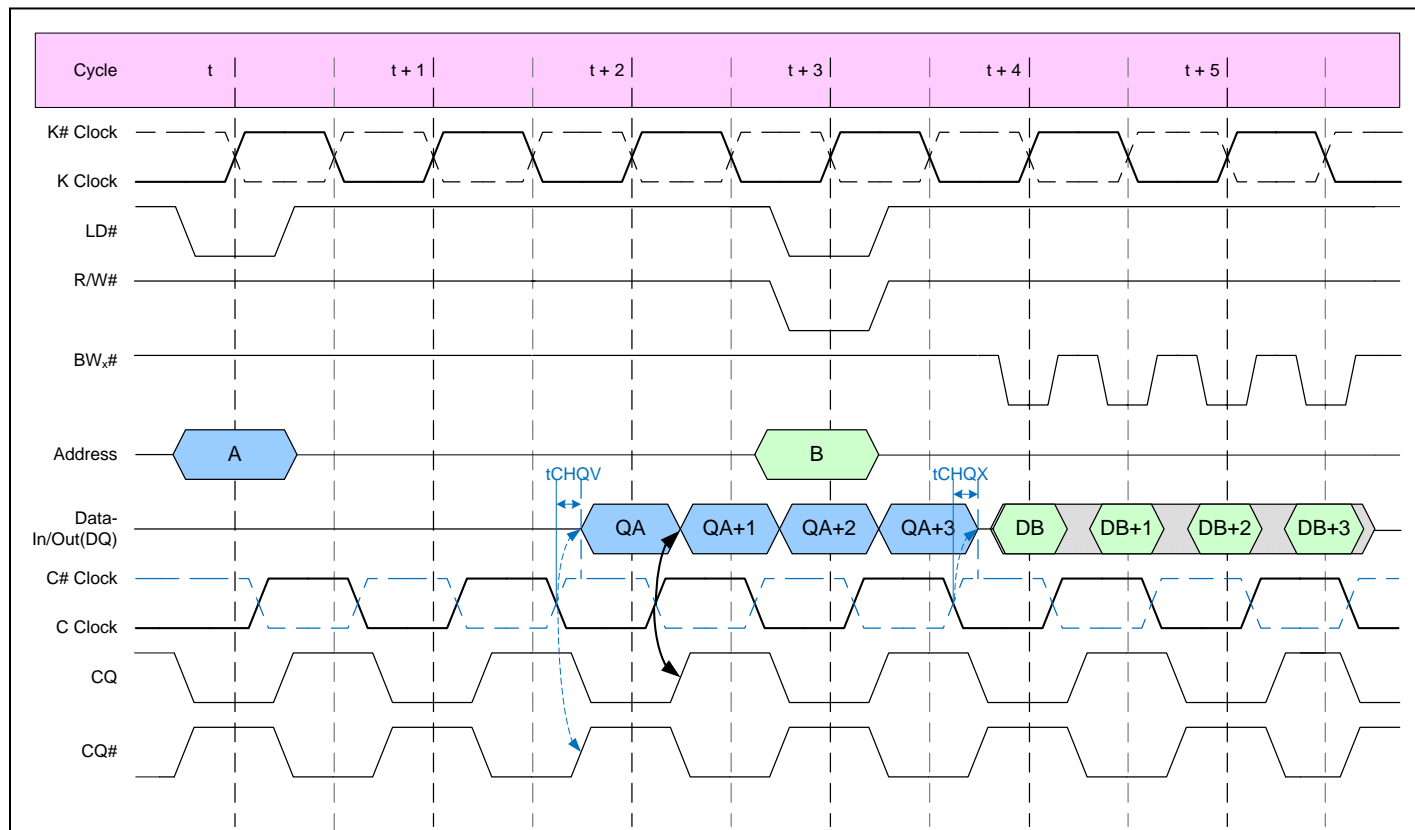 Cycle t t + 1 t + 2 t + 3 t + 4 t + 5
K# Clock
K Clock
LD#
R/W#
BWx#
Address A B
tCHQV tCHQX
Data-
In/Out(DQ) QA QA+1 QA+2 QA+3 DB DB+1 DB+2 DB+3
C# Clock
C Clock
CQ
CQ#